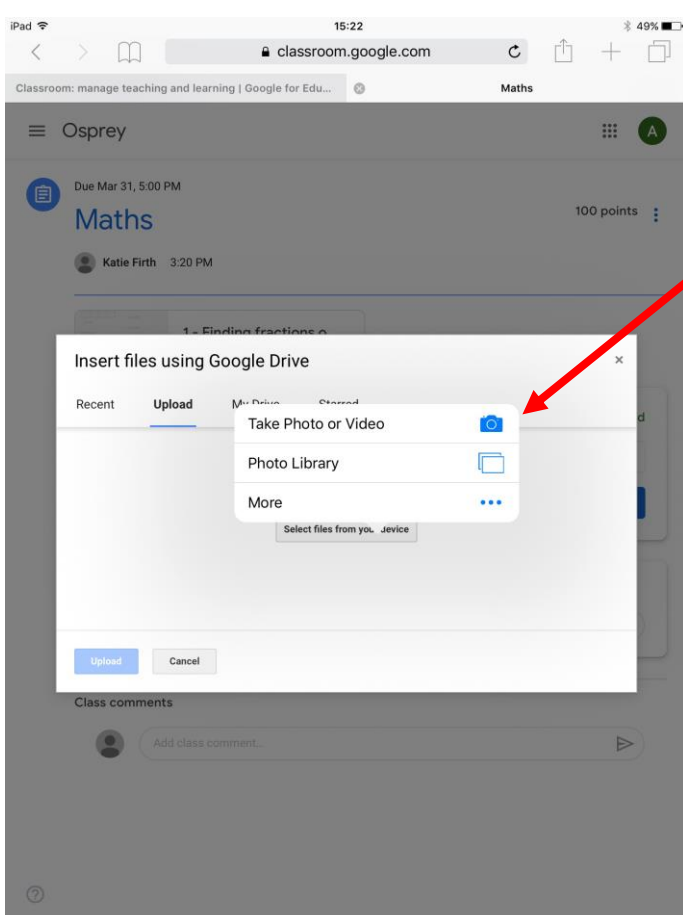 iPad 15:22 49%
classroom.google.com
Classroom: manage teaching and learning | Google for Edu... Maths
Osprey A
Due Mar 31, 5:00 PM
Maths 100 points
Katie Firth 3:20 PM
1 - Finding fractions o
Insert files using Google Drive ×
Recent Upload My Drive Starred
Take Photo or Video
Photo Library
More
Select files from device
Upload Cancel
Class comments
Add class comment...